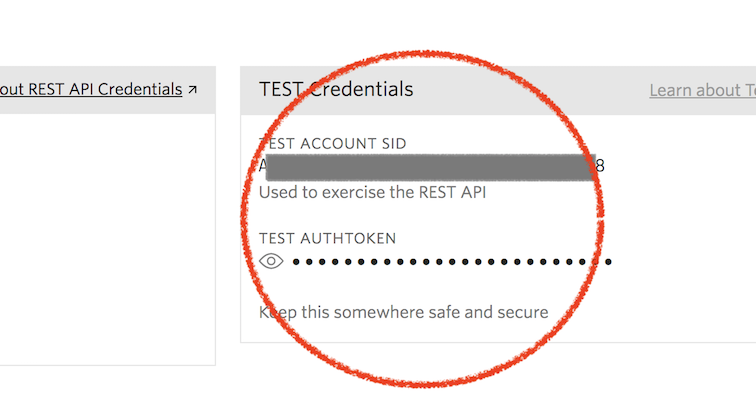 out REST API Credentials
TEST Credentials
Learn about Te
TEST ACCOUNT SID
A 8
Used to exercise the REST API
TEST AUTHTOKEN
Keep this somewhere safe and secure